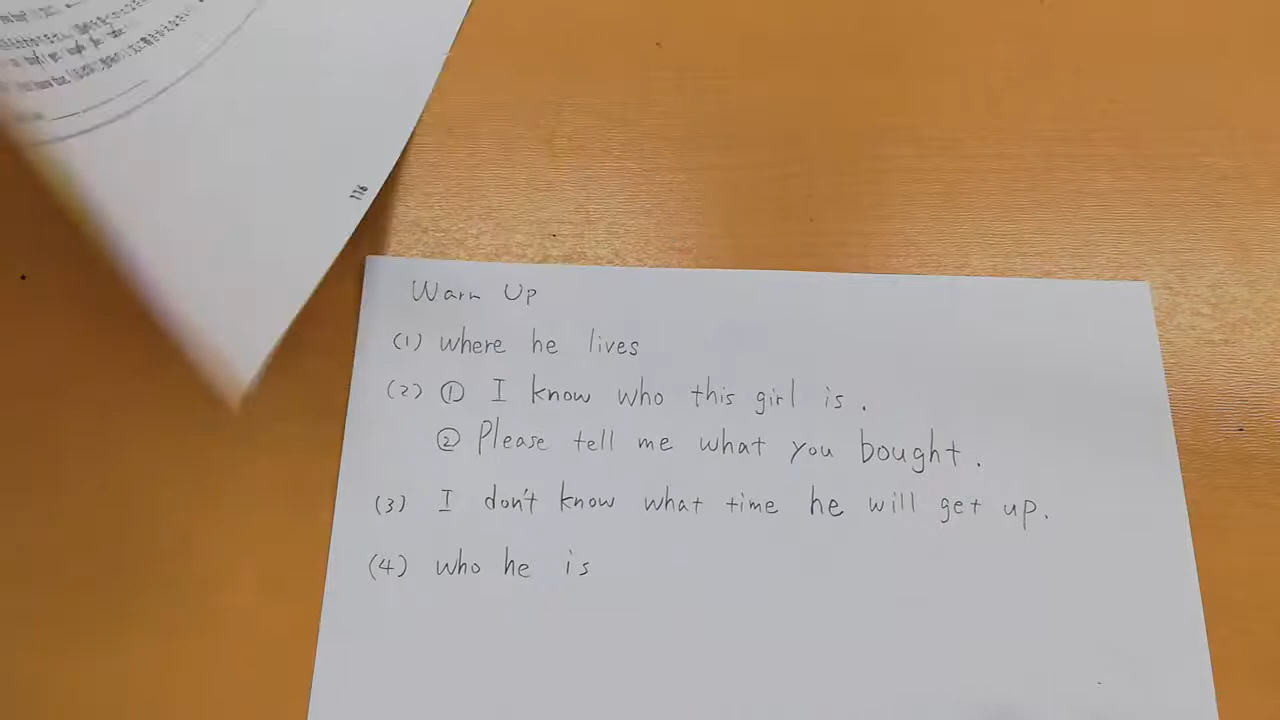 116
Warm Up
(1) where he lives
(2) ① I know who this girl is.
② Please tell me what you bought.
(3) I don't know what time he will get up.
(4) who he is